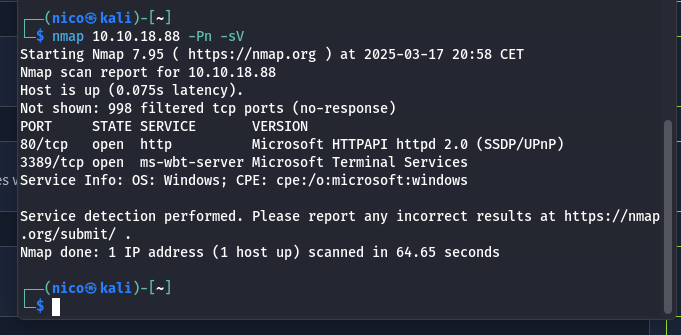 ┌──(nico㉿kali)-[~]
└─$ nmap 10.10.18.88 -Pn -sV
Starting Nmap 7.95 ( https://nmap.org ) at 2025-03-17 20:58 CET
Nmap scan report for 10.10.18.88
Host is up (0.075s latency).
Not shown: 998 filtered tcp ports (no-response)
PORT     STATE SERVICE       VERSION
80/tcp   open  http          Microsoft HTTPAPI httpd 2.0 (SSDP/UPnP)
3389/tcp open  ms-wbt-server Microsoft Terminal Services
Service Info: OS: Windows; CPE: cpe:/o:microsoft:windows

Service detection performed. Please report any incorrect results at https://nmap
.org/submit/ .
Nmap done: 1 IP address (1 host up) scanned in 64.65 seconds

┌──(nico㉿kali)-[~]
└─$